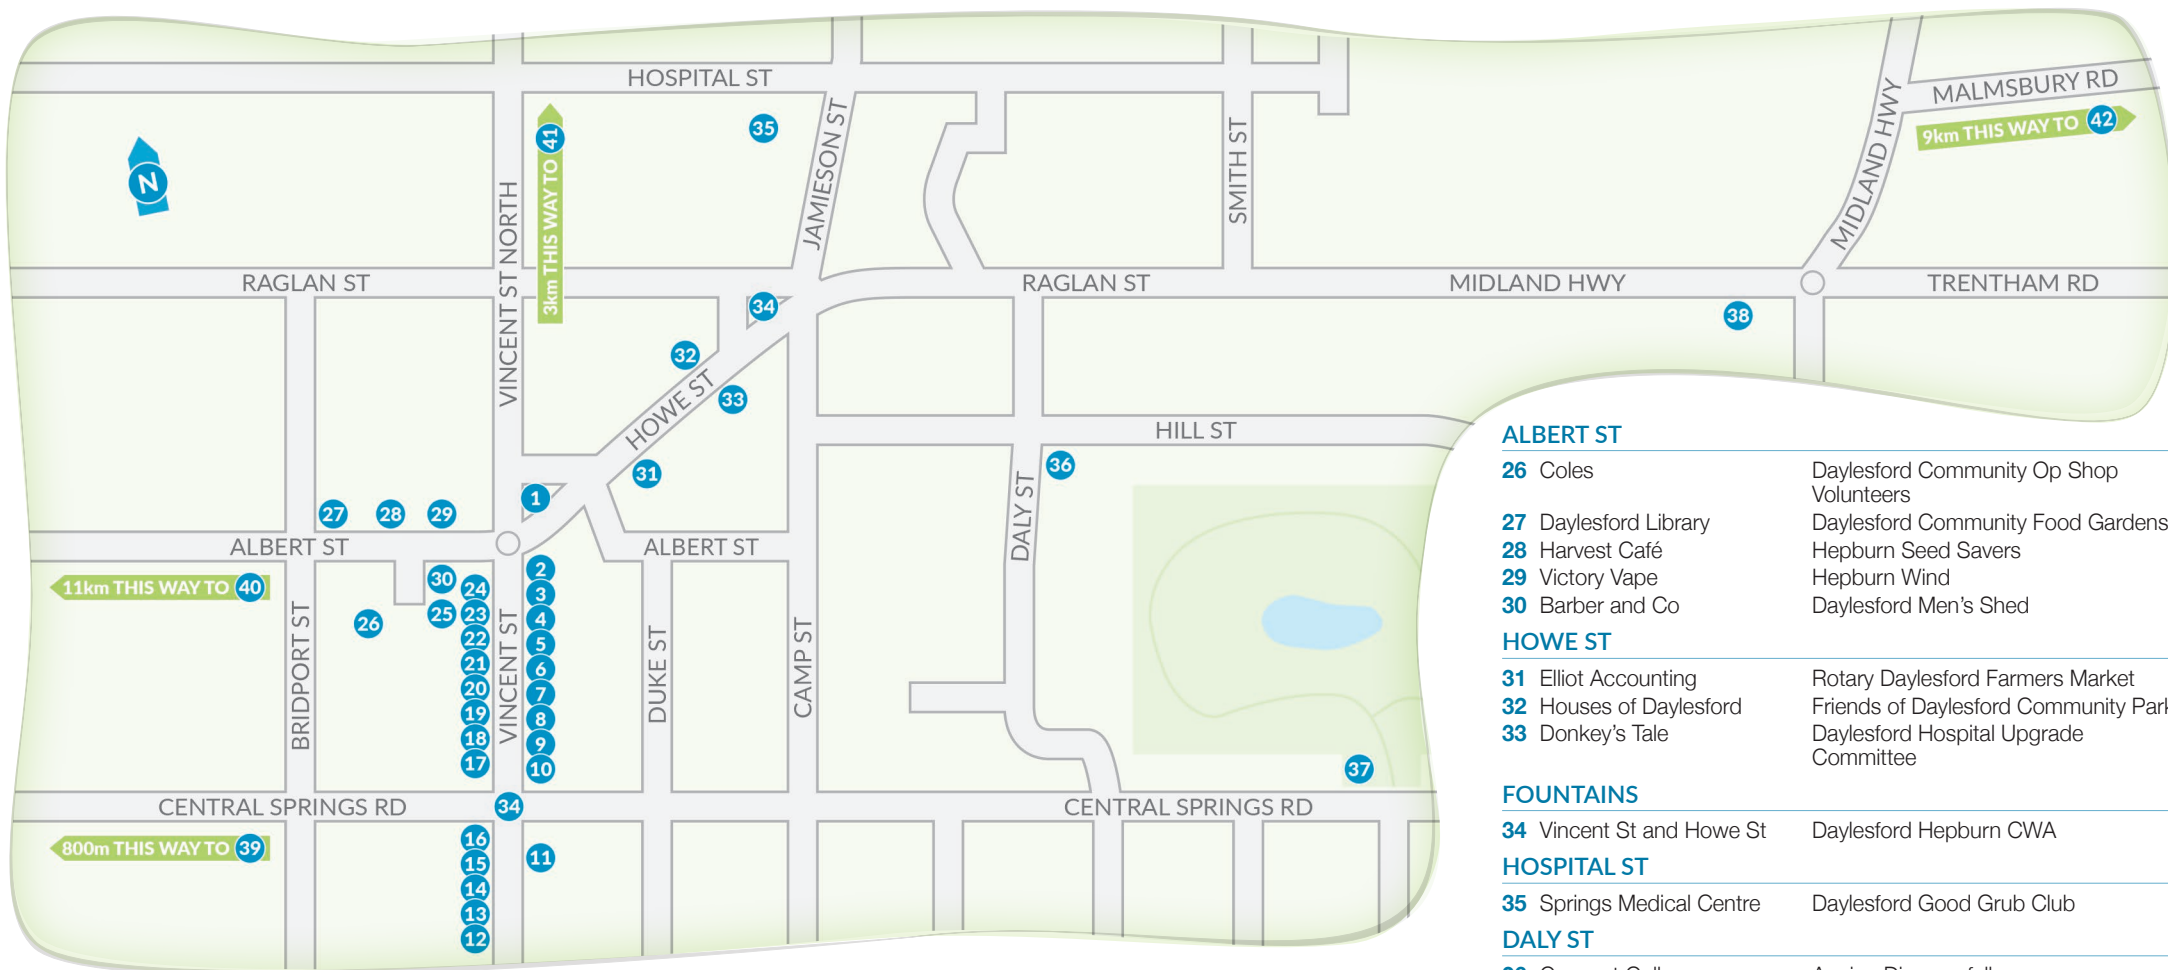 HOSPITAL ST
MALMSBURY RD
9km THIS WAY TO 42
MIDLAND HWY
35
3km THIS WAY TO 41
JAMIESON ST
SMITH ST
N
VINCENT ST NORTH
RAGLAN ST
RAGLAN ST
MIDLAND HWY
TRENTHAM RD
34
38
32
33
HOWE ST
HILL ST
31
36
1
27
28
29
ALBERT ST
ALBERT ST
DALY ST
11km THIS WAY TO 40
30
24
25
23
26
22
21
20
19
18
17
2
3
4
5
6
7
8
9
10
BRIDPORT ST
VINCENT ST
DUKE ST
CAMP ST
37
CENTRAL SPRINGS RD
34
CENTRAL SPRINGS RD
800m THIS WAY TO 39
16
15
14
13
12
11
ALBERT ST
26 Coles Daylesford Community Op Shop
Volunteers
27 Daylesford Library Daylesford Community Food Gardens
28 Harvest Café Hepburn Seed Savers
29 Victory Vape Hepburn Wind
30 Barber and Co Daylesford Men's Shed
HOWE ST
31 Elliot Accounting Rotary Daylesford Farmers Market
32 Houses of Daylesford Friends of Daylesford Community Park
33 Donkey's Tale Daylesford Hospital Upgrade
Committee
FOUNTAINS
34 Vincent St and Howe St Daylesford Hepburn CWA
HOSPITAL ST
35 Springs Medical Centre Daylesford Good Grub Club
DALY ST